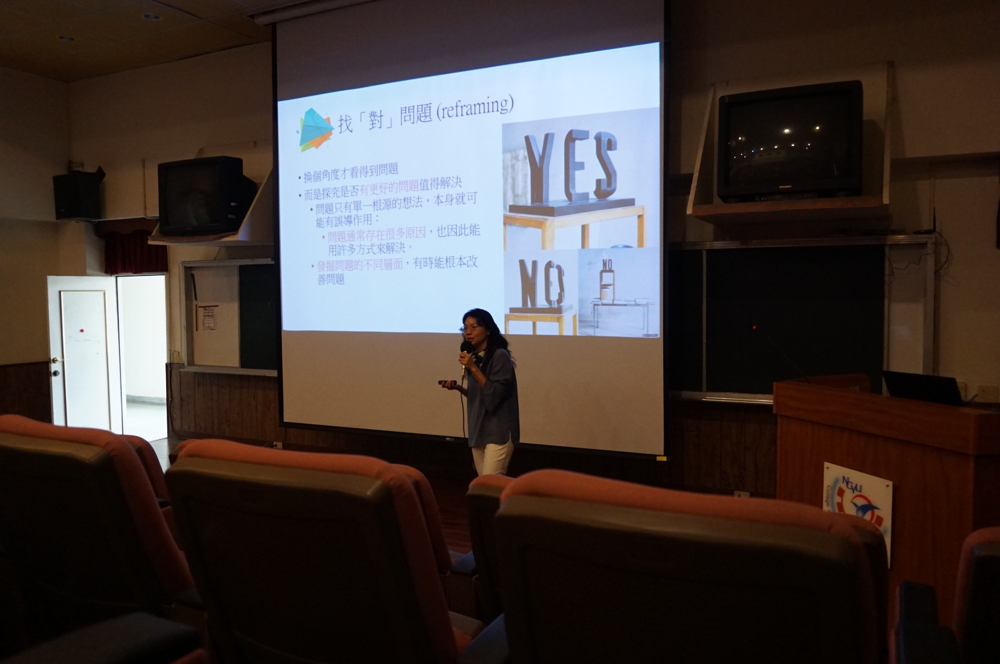 找「對」問題 (reframing)
• 換個角度才看得到問題
• 而是探究是否有更好的問題值得解決
• 問題只有單一根源的想法，本身就可
能有誤導作用：
• 問題通常存在很多原因，也因此能
用許多方式來解決。
• 發掘問題的不同層面，有時能根本改
善問題
YES
NO
NO
NCYU
College